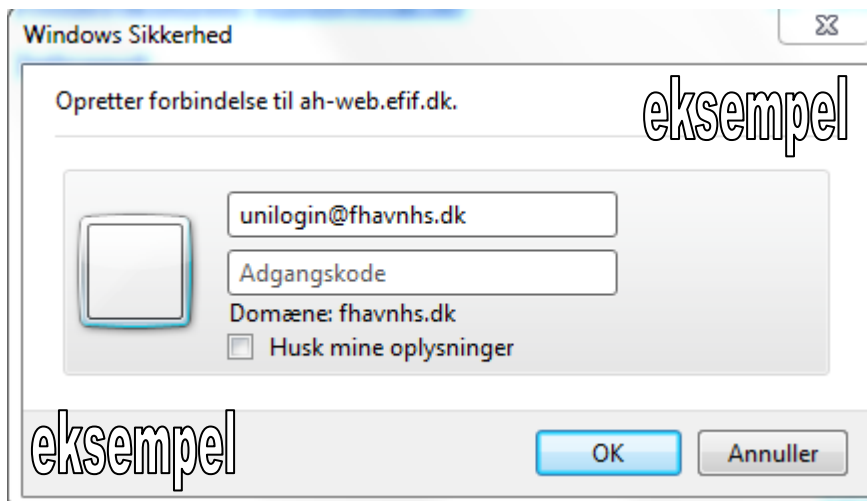 Windows Sikkerhed
Opretter forbindelse til ah-web.efif.dk.
eksempel
unilogin@fhavnhs.dk
Adgangskode
Domæne: fhavnhs.dk
Husk mine oplysninger
eksempel
OK
Annuller